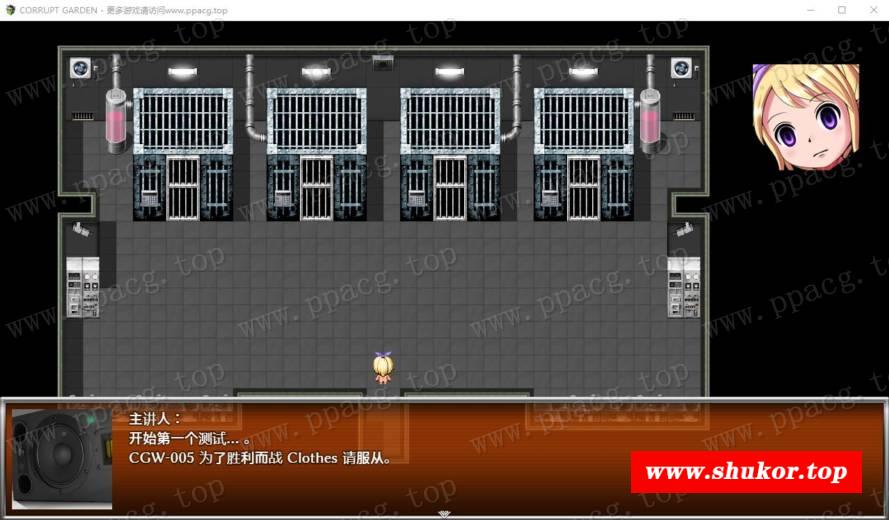 CORRUPT GARDEN - 更多游戏请访问www.ppacg.top
www.ppacg.top
主讲人：
开始第一个测试... 。
CGW-005 为了胜利而战 Clothes 请服从。
www.shukor.top